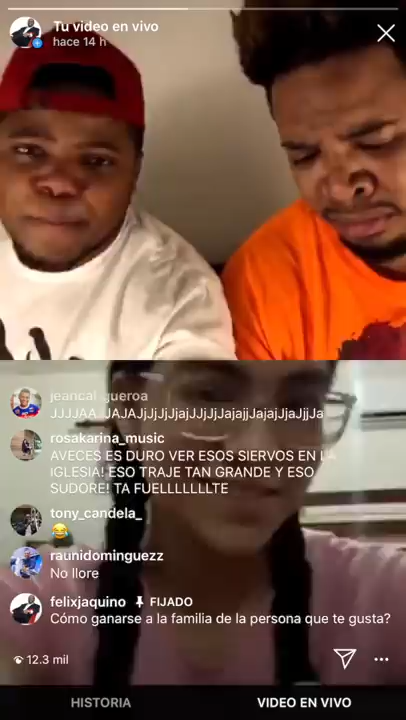 Tu video en vivo
hace 14 h
JJJJAA..JAJAJjJjJjJjajJJjJjJajajjJajajJjaJjjJa
rosakarina_music
AVECES ES DURO VER ESOS SIERVOS EN LA
IGLESIA! ESO TRAJE TAN GRANDE Y ESO
SUDORE! TA FUELLLLLLLTE
tony_candela_
😂
raunidominguezz
No llore
felixjaquino FIJADO
Cómo ganarse a la familia de la persona que te gusta?
12.3 mil
HISTORIA
VIDEO EN VIVO